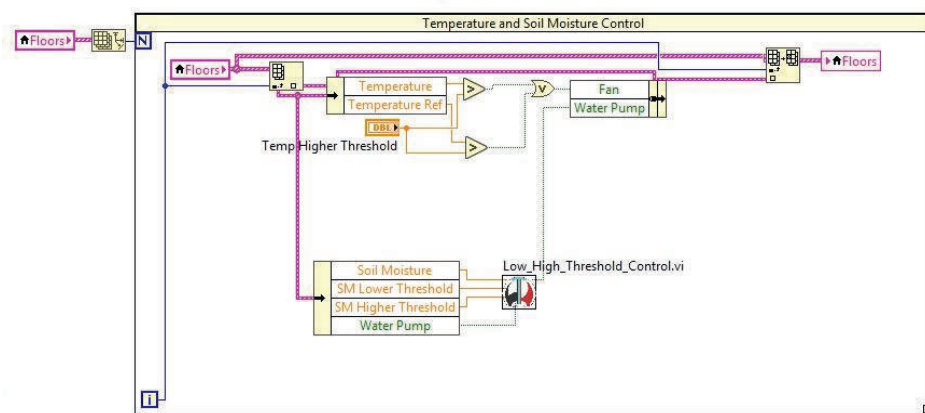 Temperature and Soil Moisture Control
Floors
N
Floors
Floors
Temperature
Temperature Ref
DBL
Temp Higher Threshold
Fan
Water Pump
Soil Moisture
SM Lower Threshold
SM Higher Threshold
Water Pump
Low_High_Threshold_Control.vi
i